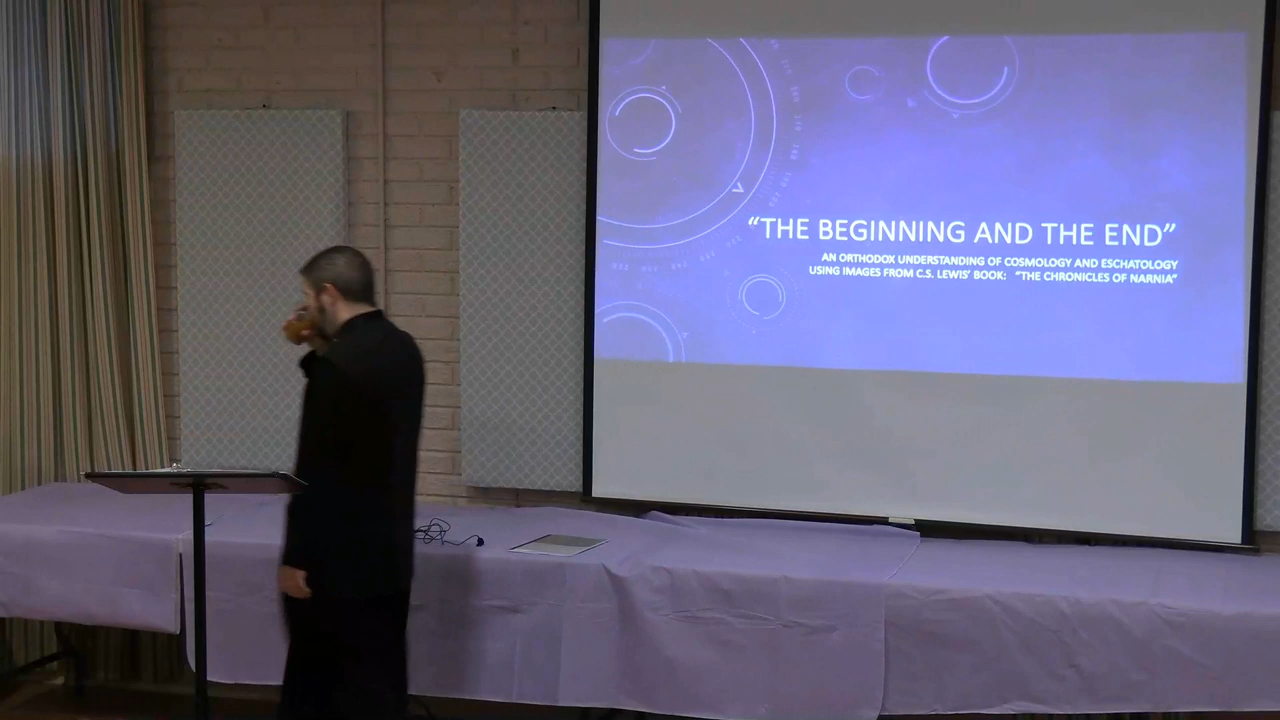 “THE BEGINNING AND THE END”
AN ORTHODOX UNDERSTANDING OF COSMOLOGY AND ESCHATOLOGY
USING IMAGES FROM C.S. LEWIS’ BOOK: “THE CHRONICLES OF NARNIA”